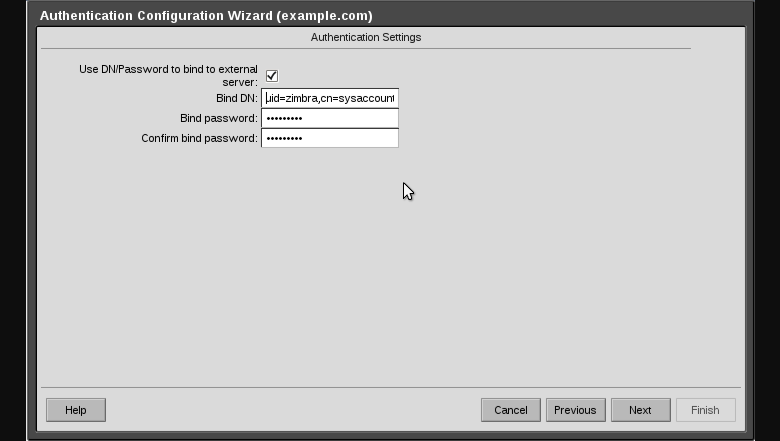 Authentication Configuration Wizard (example.com)
Authentication Settings
Use DN/Password to bind to external
server:
Bind DN: uid=zimbra,cn=sysaccount
Bind password: •••••••••
Confirm bind password: •••••••••
Help Cancel Previous Next Finish